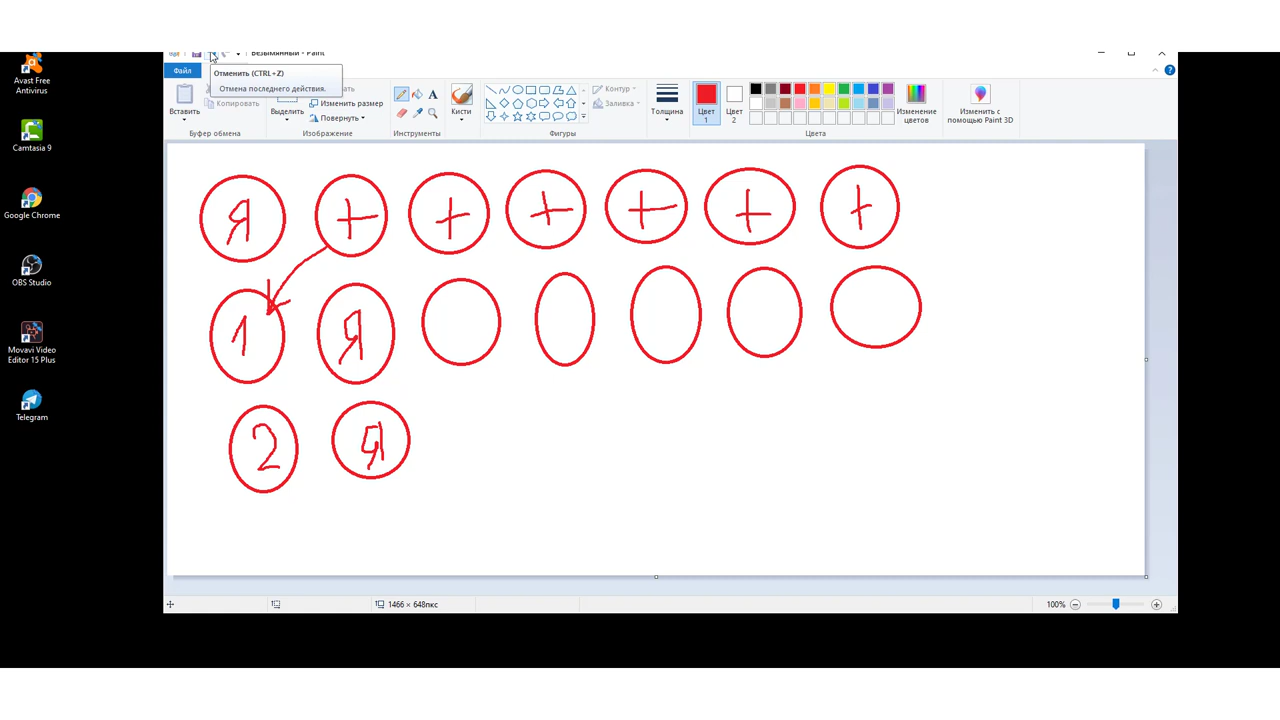 Безымянный - Paint
Avast Free
Antivirus
Camtasia 9
Google Chrome
OBS Studio
Movavi Video
Editor 15 Plus
Telegram
Файл
Отменить (CTRL+Z)
Отмена последнего действия.
Вставить
Копировать
Буфер обмена
Выделить
Изменить размер
Повернуть
Изображение
Инструменты
Кисти
Контур
Заливка
Фигуры
Толщина
Цвет
1
Цвет
2
Изменение
цветов
Цвета
Изменить с
помощью Paint 3D
Я + + + + + +
1 Я
2 Я
1466 × 648пкс
100%